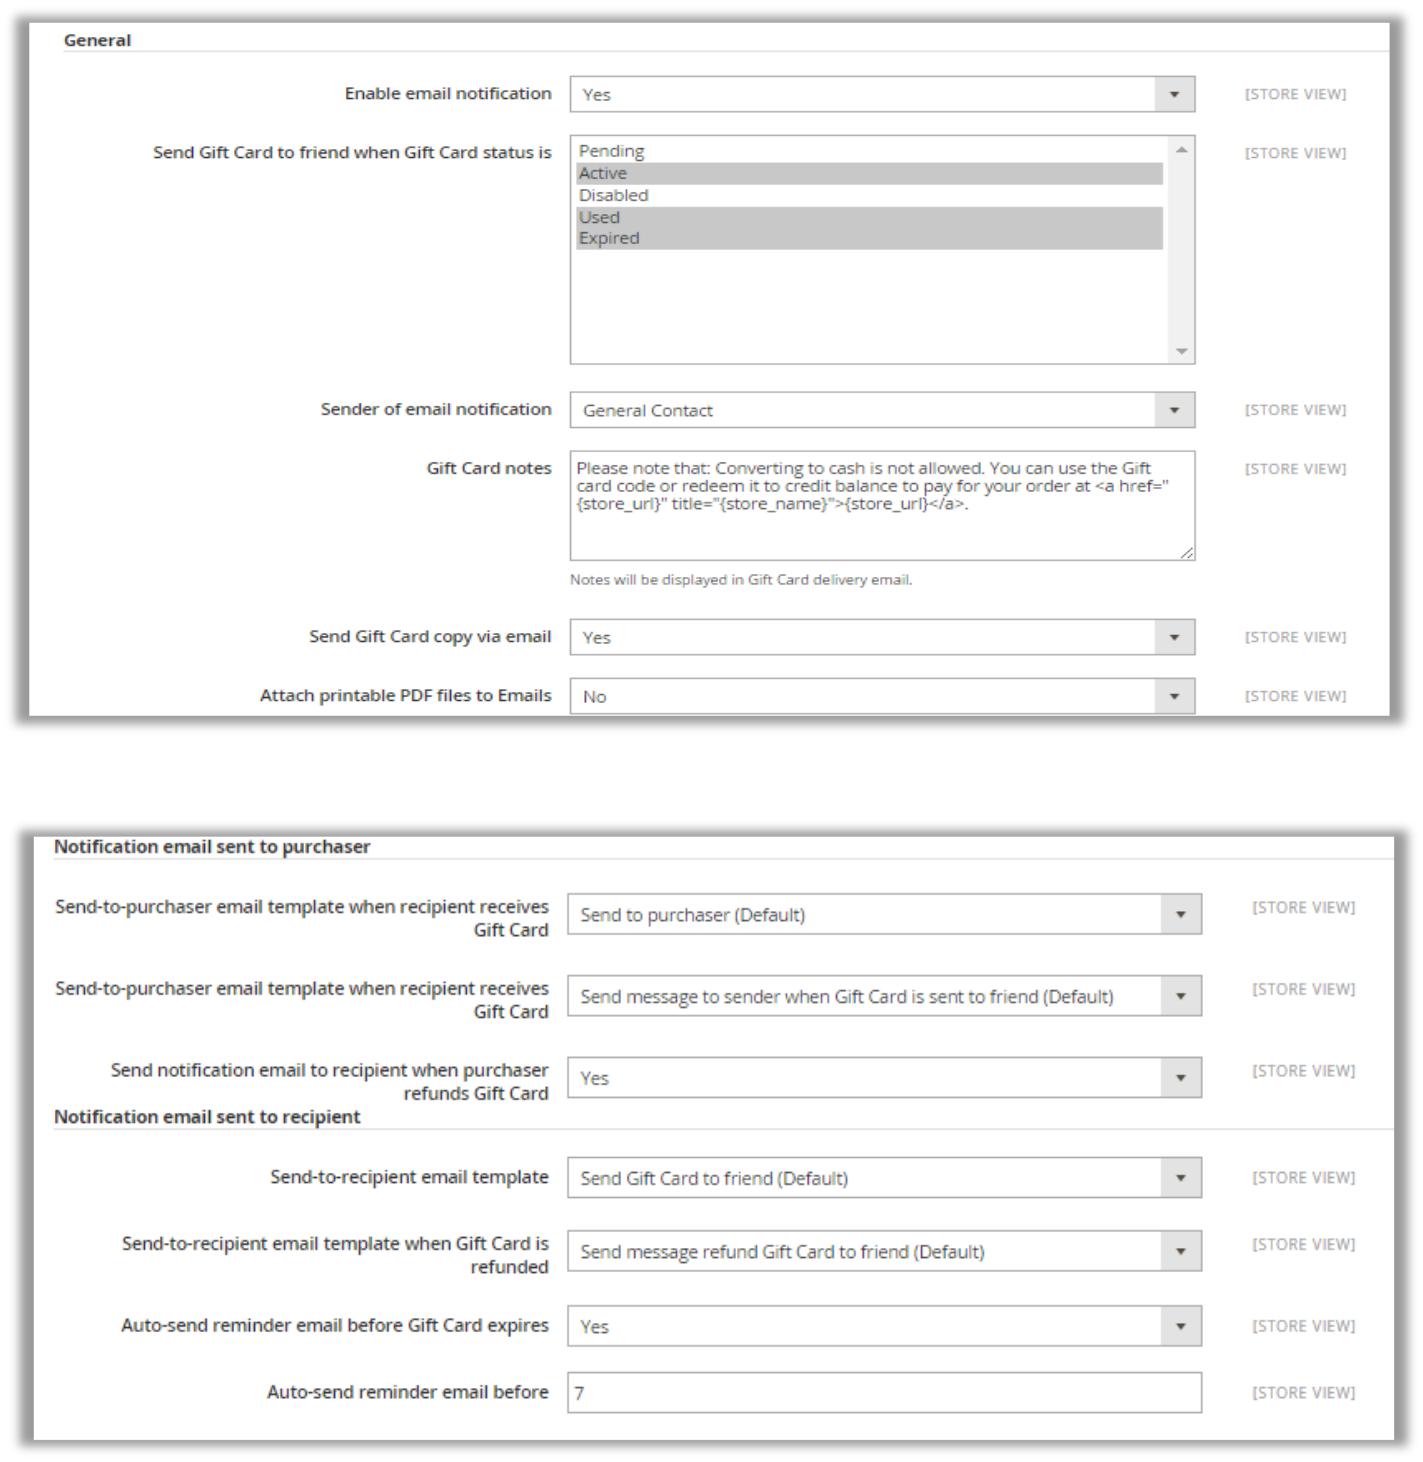 General
Enable email notification Yes [STORE VIEW]
Send Gift Card to friend when Gift Card status is Pending [STORE VIEW]
Active
Disabled
Used
Expired
Sender of email notification General Contact [STORE VIEW]
Gift Card notes Please note that: Converting to cash is not allowed. You can use the Gift [STORE VIEW]
card code or redeem it to credit balance to pay for your order at <a href="
{store_url}" title="{store_name}">{store_url}</a>.
Notes will be displayed in Gift Card delivery email.
Send Gift Card copy via email Yes [STORE VIEW]
Attach printable PDF files to Emails No [STORE VIEW]
Notification email sent to purchaser
Send-to-purchaser email template when recipient receives Send to purchaser (Default) [STORE VIEW]
Gift Card
Send-to-purchaser email template when recipient receives Send message to sender when Gift Card is sent to friend (Default) [STORE VIEW]
Gift Card
Send notification email to recipient when purchaser Yes [STORE VIEW]
refunds Gift Card
Notification email sent to recipient
Send-to-recipient email template Send Gift Card to friend (Default) [STORE VIEW]
Send-to-recipient email template when Gift Card is Send message refund Gift Card to friend (Default) [STORE VIEW]
refunded
Auto-send reminder email before Gift Card expires Yes [STORE VIEW]
Auto-send reminder email before 7 [STORE VIEW]